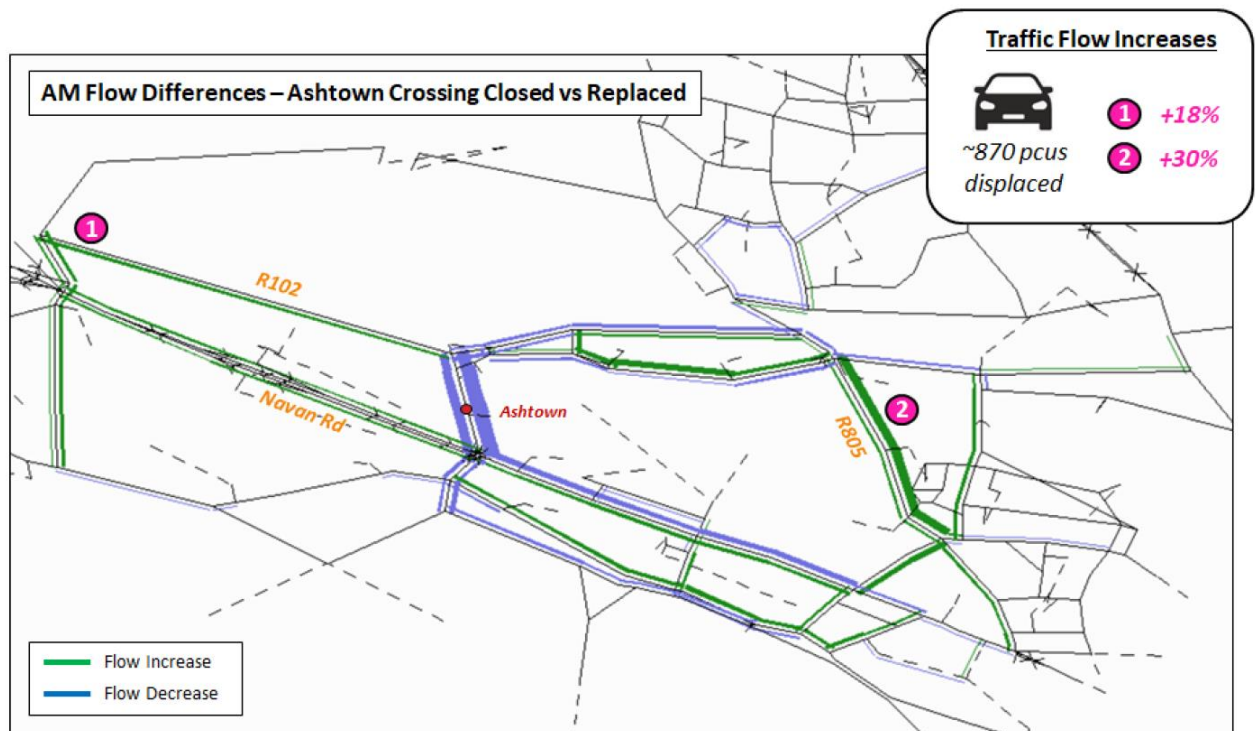 Traffic Flow Increases
AM Flow Differences – Ashtown Crossing Closed vs Replaced
1 +18%
~870 pcus
displaced
2 +30%
1
R102
Ashtown
Navan Rd
2
R805
Flow Increase
Flow Decrease